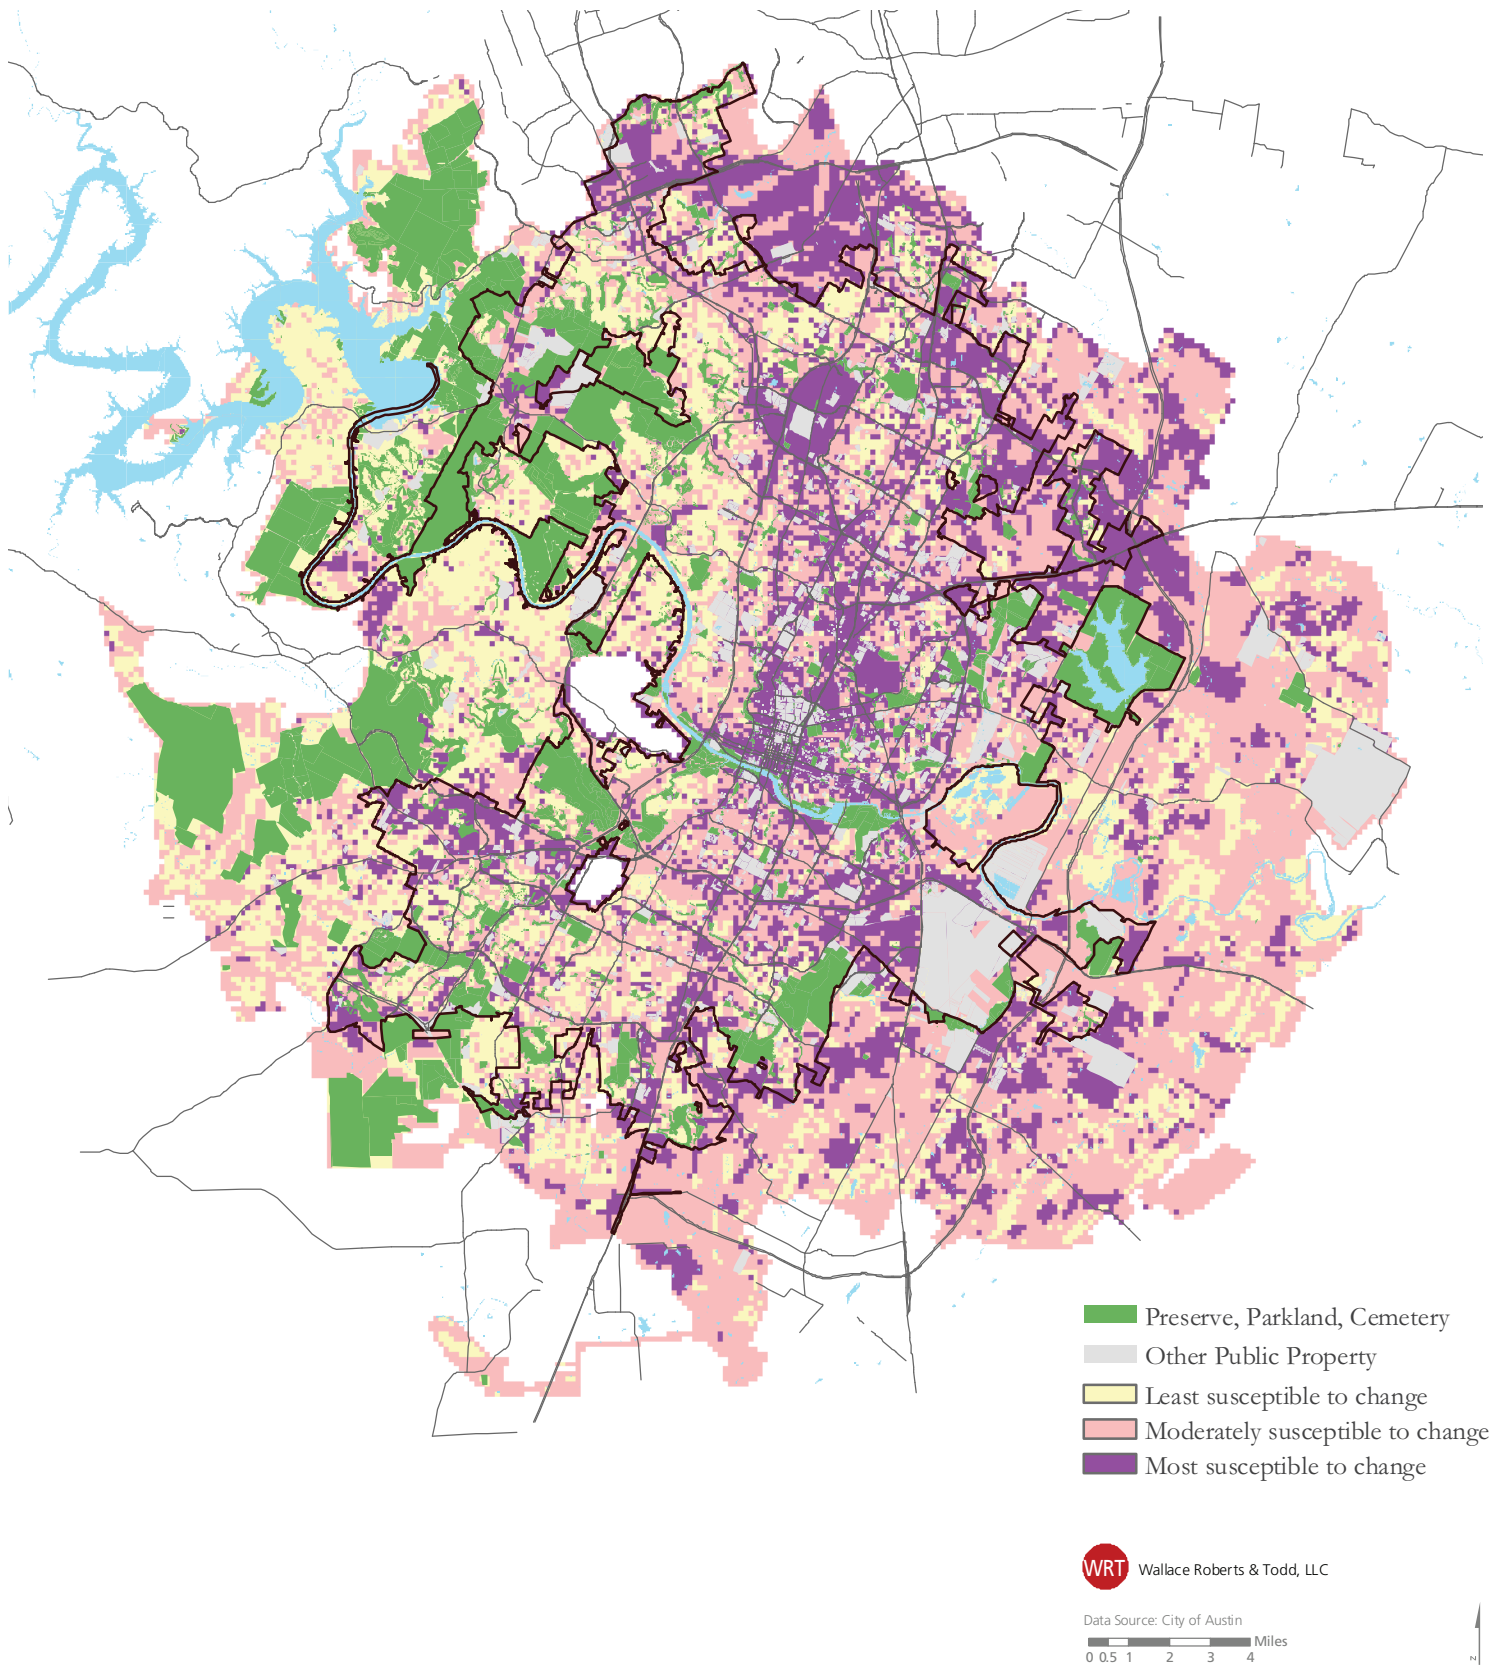 Preserve, Parkland, Cemetery
Other Public Property
Least susceptible to change
Moderately susceptible to change
Most susceptible to change
WRT Wallace Roberts & Todd, LLC
Data Source: City of Austin
Miles
0 0.5 1 2 3 4
N